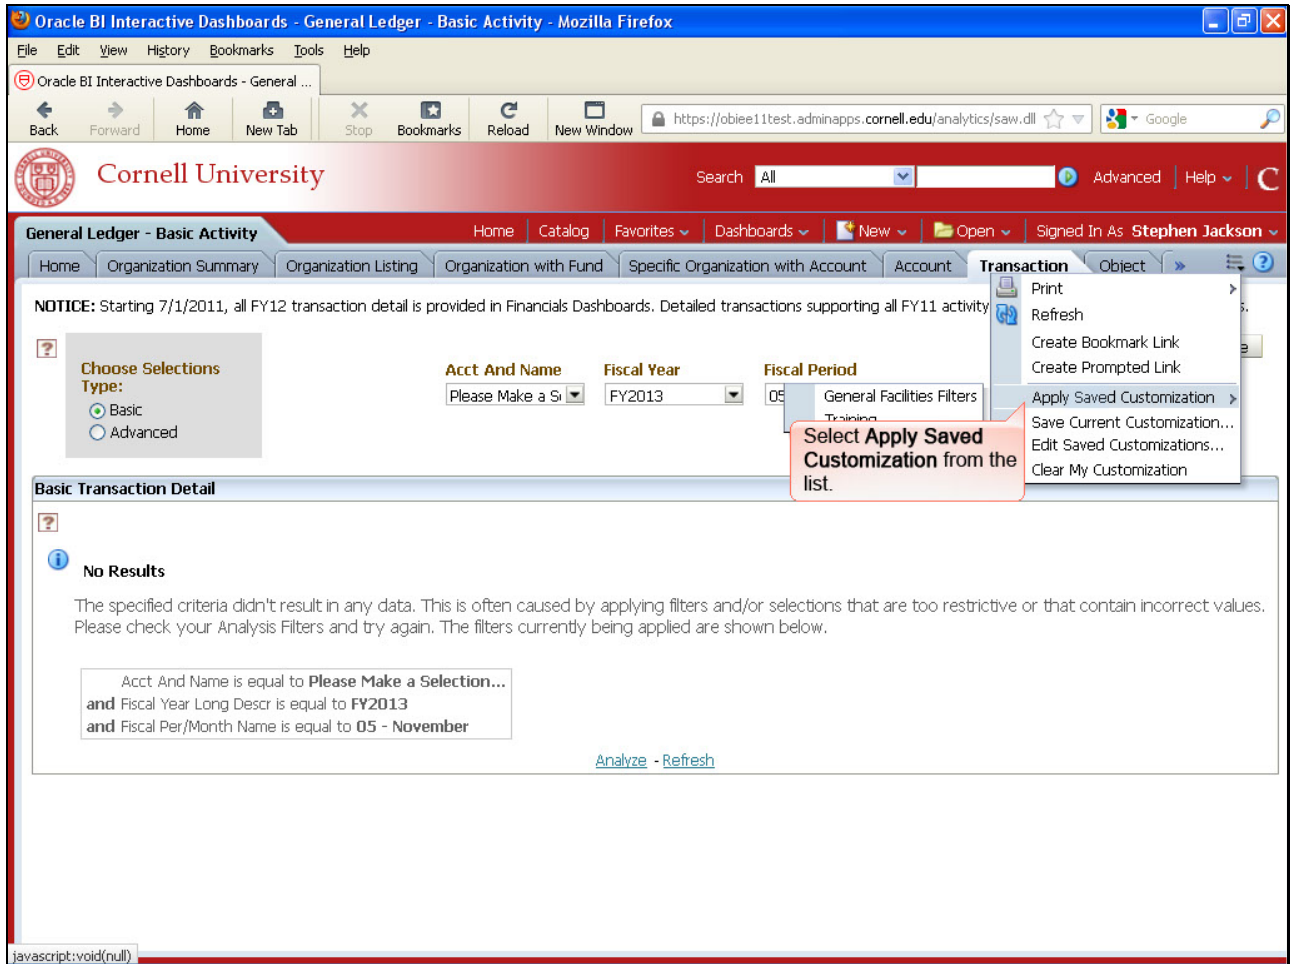 Oracle BI Interactive Dashboards - General Ledger - Basic Activity - Mozilla Firefox
File Edit View History Bookmarks Tools Help
Oracle BI Interactive Dashboards - General ...
Back Forward Home New Tab Stop Bookmarks Reload New Window https://obiee11test.adminapps.cornell.edu/analytics/saw.dll Google
Cornell University Search All Advanced Help C
General Ledger - Basic Activity Home Catalog Favorites Dashboards New Open Signed In As Stephen Jackson
Home Organization Summary Organization Listing Organization with Fund Specific Organization with Account Account Transaction Object » ?
NOTICE: Starting 7/1/2011, all FY12 transaction detail is provided in Financials Dashboards. Detailed transactions supporting all FY11 activity
Print
Refresh
Create Bookmark Link
Create Prompted Link
Apply Saved Customization
Save Current Customization...
Edit Saved Customizations...
Clear My Customization
?
Choose Selections
Type:
Basic
Advanced
Acct And Name Fiscal Year Fiscal Period
Please Make a S FY2013 05
General Facilities Filters
Training
Select Apply Saved
Customization from the
list.
Basic Transaction Detail
?
i
No Results
The specified criteria didn't result in any data. This is often caused by applying filters and/or selections that are too restrictive or that contain incorrect values.
Please check your Analysis Filters and try again. The filters currently being applied are shown below.
Acct And Name is equal to Please Make a Selection...
and Fiscal Year Long Descr is equal to FY2013
and Fiscal Per/Month Name is equal to 05 - November
Analyze - Refresh
javascript:void(null)